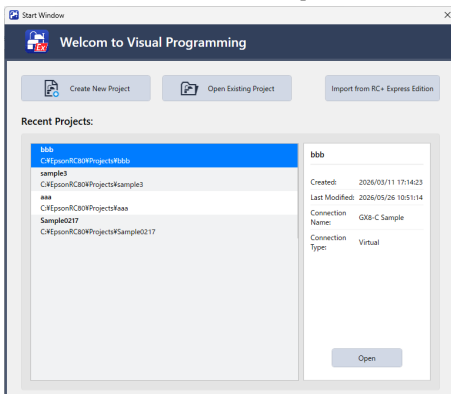 Start Window
Ex
Welcom to Visual Programming
Create New Project
Open Existing Project
Import from RC+ Express Edition
Recent Projects:
bbb
C:¥EpsonRC80¥Projects¥bbb
sample3
C:¥EpsonRC80¥Projects¥sample3
aaa
C:¥EpsonRC80¥Projects¥aaa
Sample0217
C:¥EpsonRC80¥Projects¥Sample0217
bbb
Created: 2026/03/11 17:14:23
Last Modified: 2026/05/26 10:51:14
Connection
Name: GX8-C Sample
Connection
Type: Virtual
Open